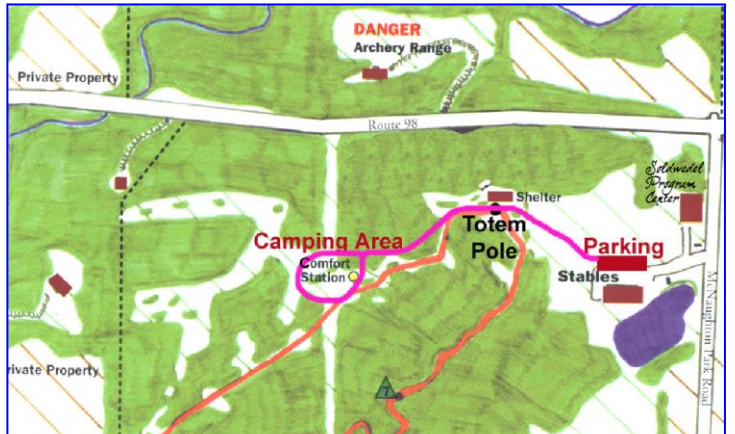 DANGER
Archery Range
Private Property
Route 98
Soldwedel
Program
Center
Shelter
Totem
Pole
Camping Area
Comfort
Station
Parking
Stables
McNaughton Park Road
rivate Property
7